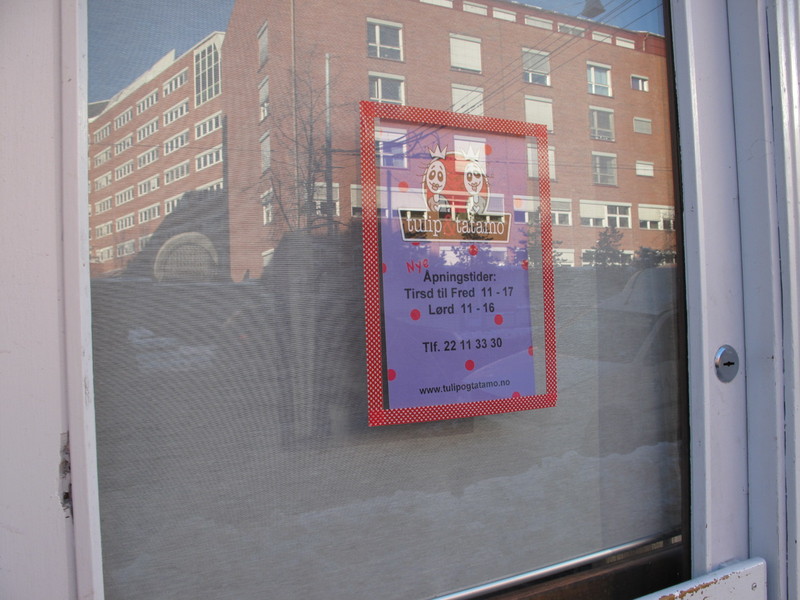 tulip & tatamo
Nye
Åpningstider:
Tirsd til Fred 11 - 17
Lørd 11 - 16
Tlf. 22 11 33 30
www.tulipogtatamo.no